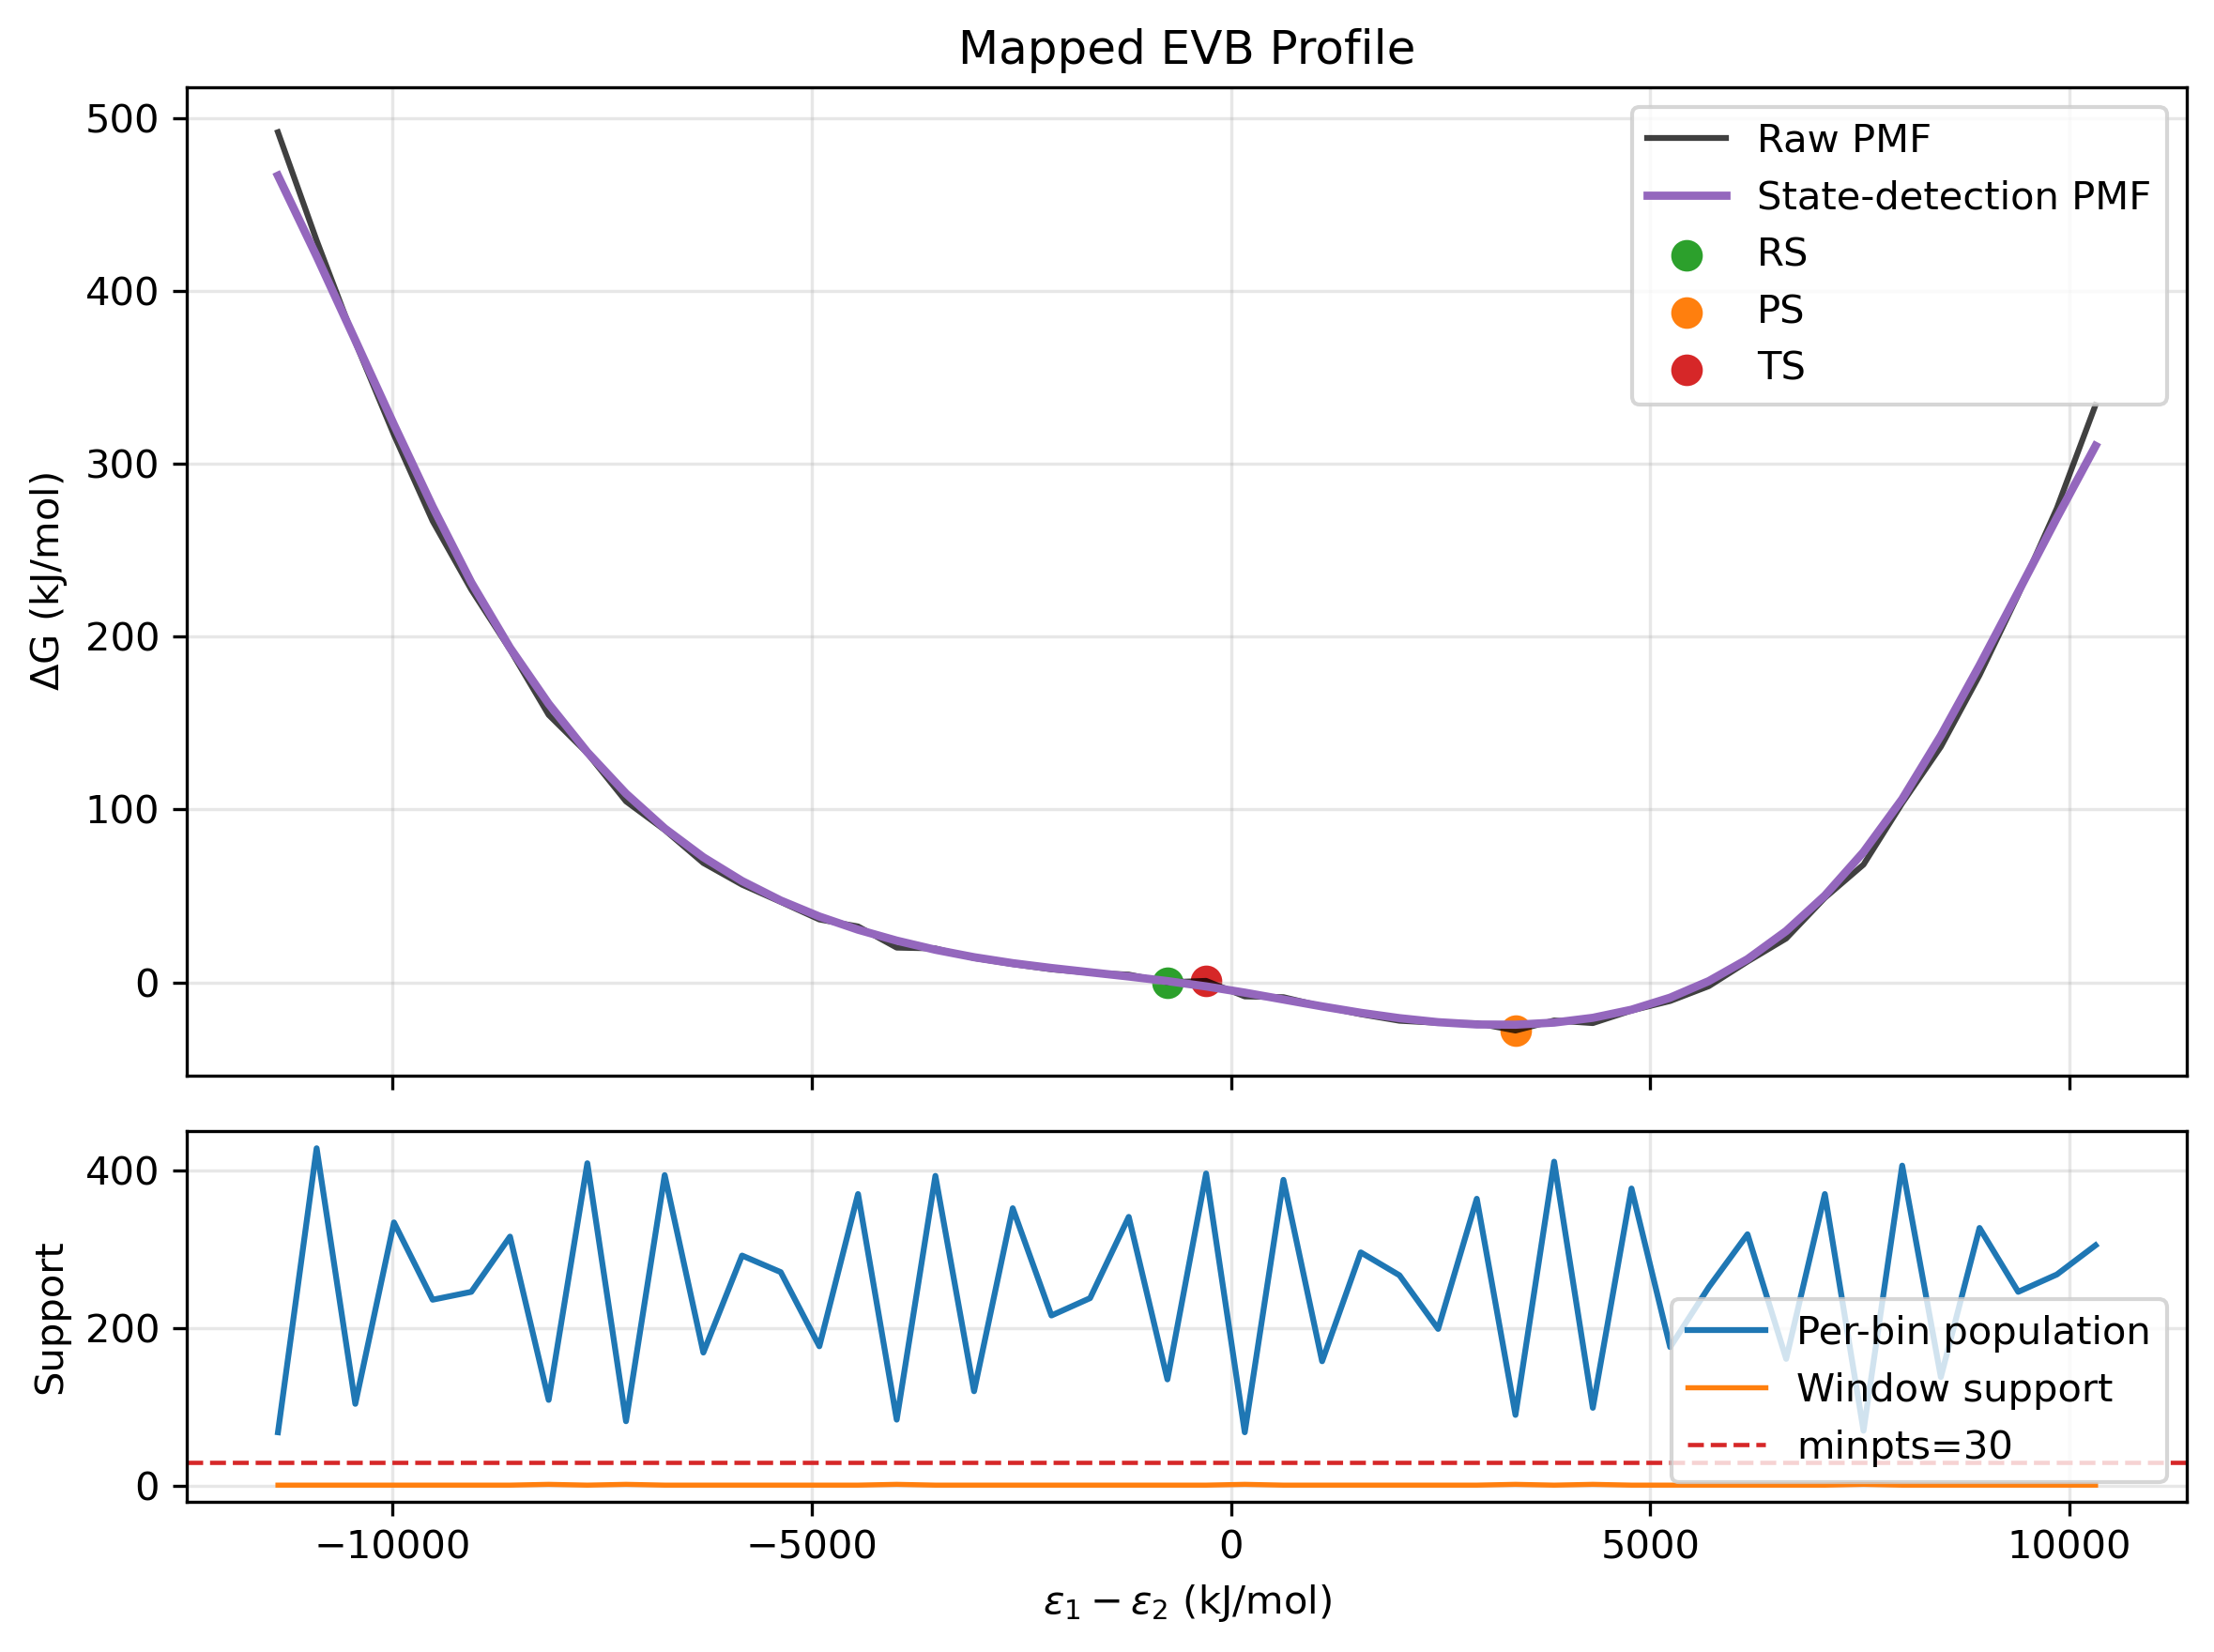 Mapped EVB Profile
500
400
300
200
100
0
ΔG (kJ/mol)
Raw PMF
State-detection PMF
RS
PS
TS
400
200
0
Support
Per-bin population
Window support
minpts=30
−10000
−5000
0
5000
10000
ε₁ − ε₂ (kJ/mol)